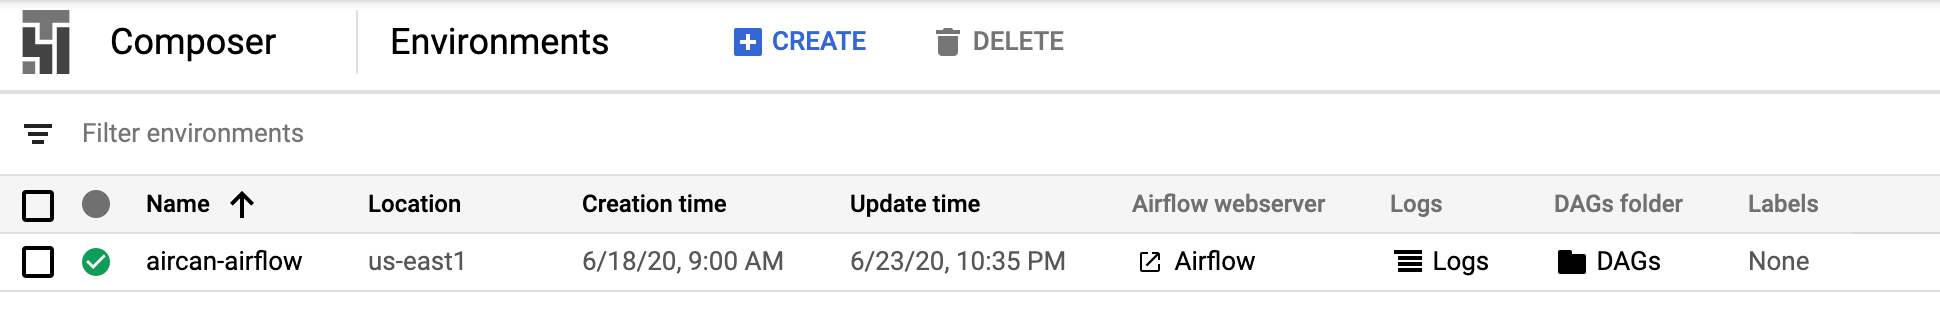 Composer Environments CREATE DELETE
Filter environments
Name Location Creation time Update time Airflow webserver Logs DAGs folder Labels
aircan-airflow us-east1 6/18/20, 9:00 AM 6/23/20, 10:35 PM Airflow Logs DAGs None